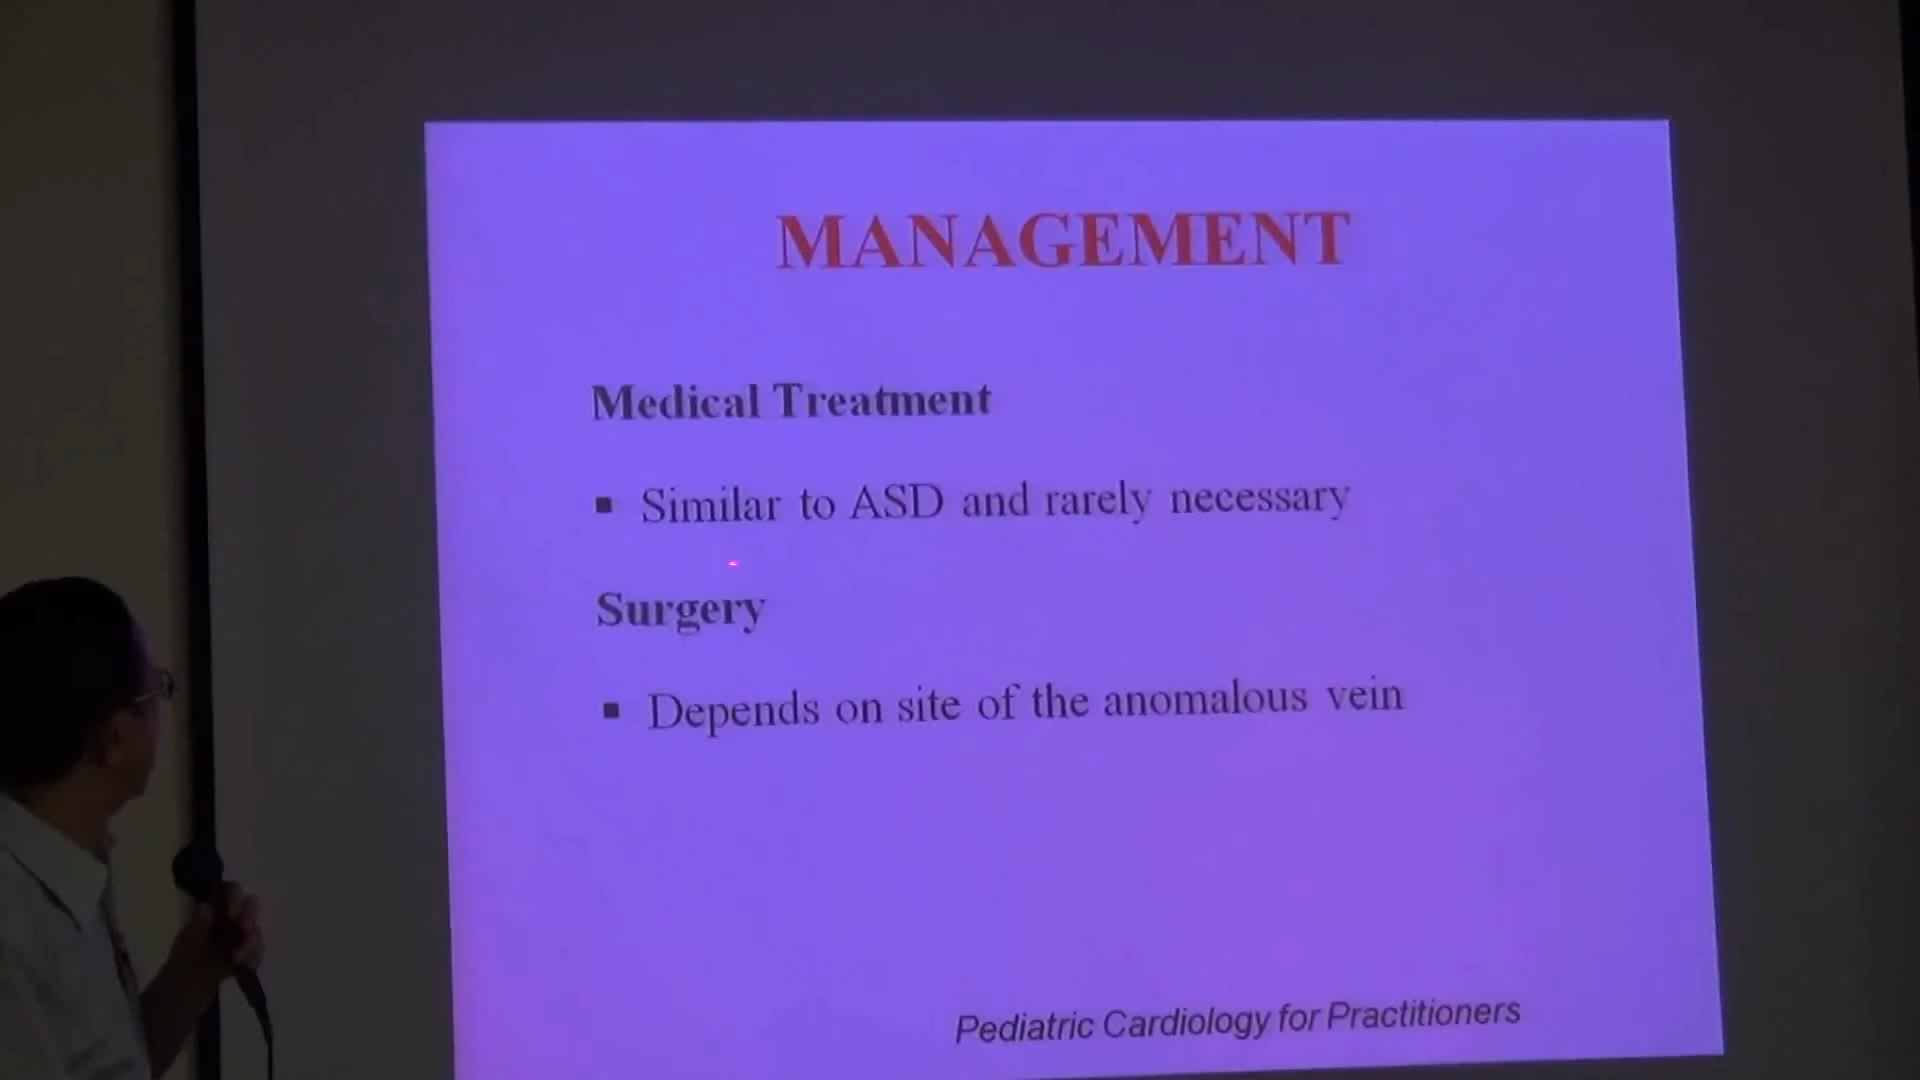 MANAGEMENT
Medical Treatment
▪ Similar to ASD and rarely necessary
Surgery
▪ Depends on site of the anomalous vein
Pediatric Cardiology for Practitioners